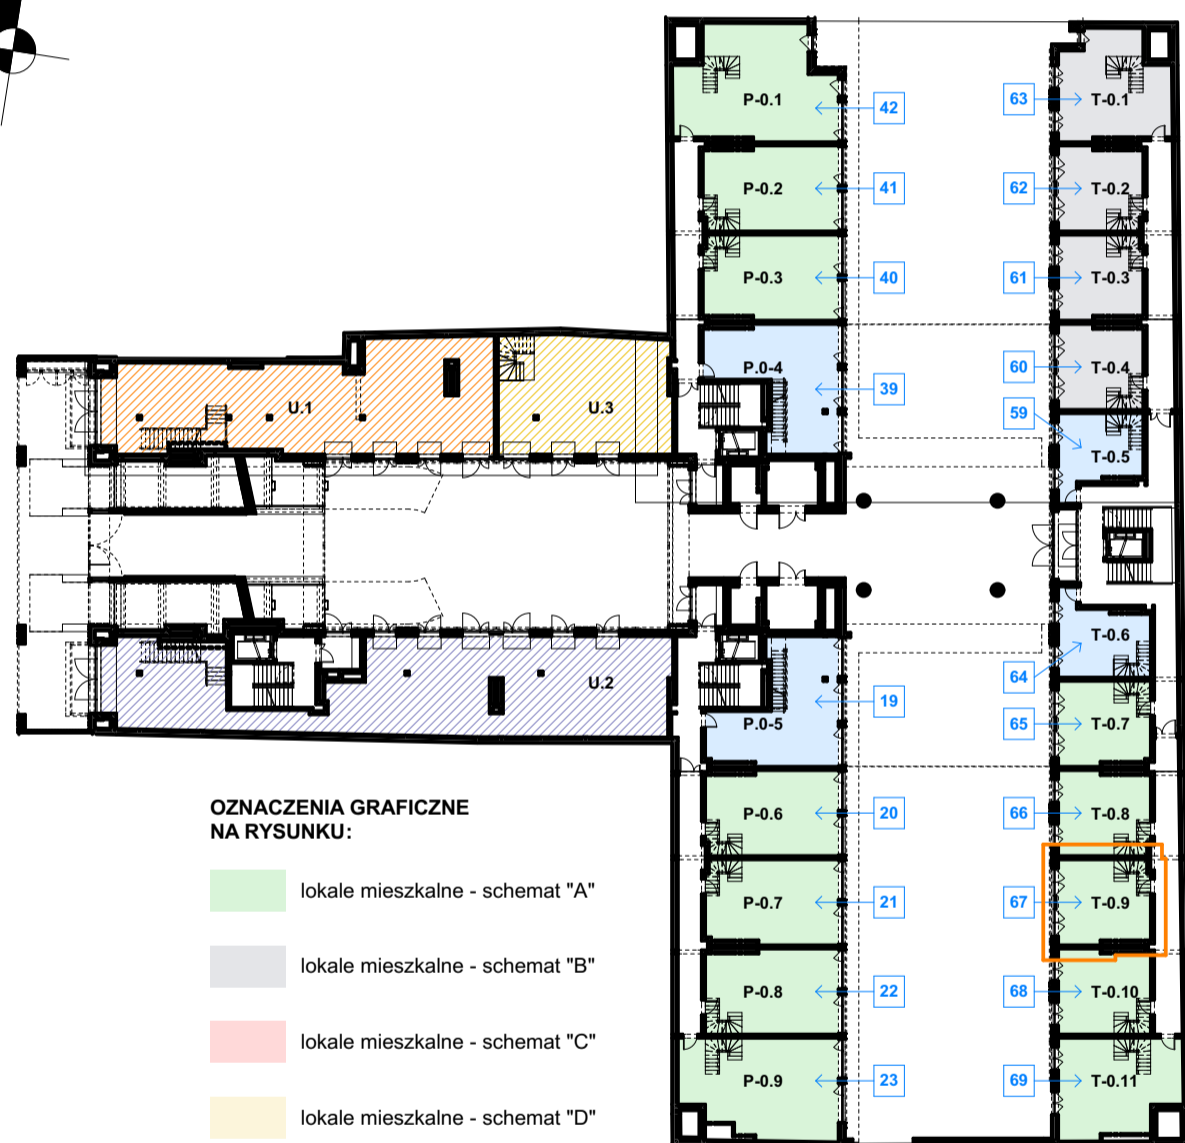 P-0.1
42
63
T-0.1
P-0.2
41
62
T-0.2
P-0.3
40
61
T-0.3
P.0-4
39
60
T-0.4
59
T-0.5
U.1
U.3
U.2
T-0.6
64
P.0-5
19
65
T-0.7
P-0.6
20
66
T-0.8
P-0.7
21
67
T-0.9
P-0.8
22
68
T-0.10
P-0.9
23
69
T-0.11
OZNACZENIA GRAFICZNE
NA RYSUNKU:
lokale mieszkalne - schemat "A"
lokale mieszkalne - schemat "B"
lokale mieszkalne - schemat "C"
lokale mieszkalne - schemat "D"